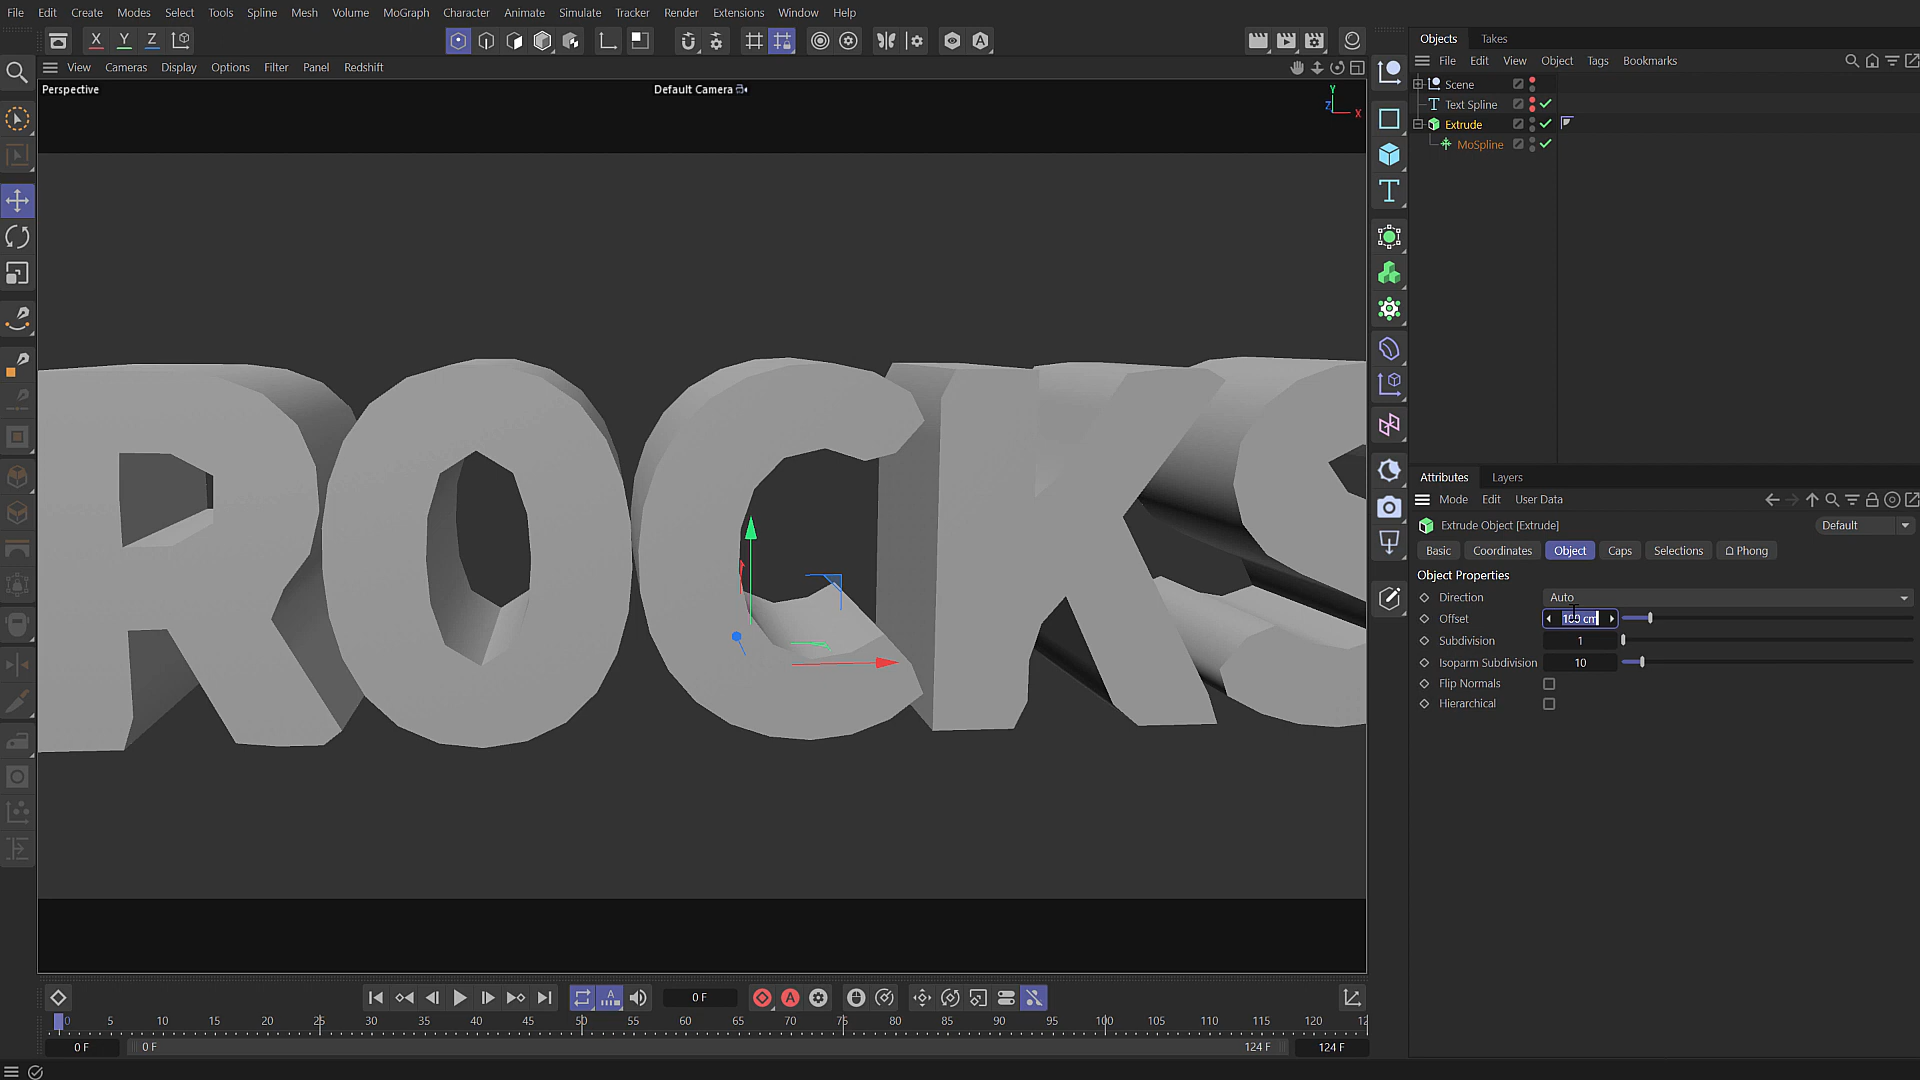 File Edit Create Modes Select Tools Spline Mesh Volume MoGraph Character Animate Simulate Tracker Render Extensions Window Help
X Y Z
View Cameras Display Options Filter Panel Redshift
Perspective
Default Camera
Y
Z
X
ROCKS
0 F
0 5 10 15 20 25 30 35 40 45 50 55 60 65 70 75 80 85 90 95 100 105 110 115 120 12
0 F 0 F 124 F 124 F
Objects Takes
File Edit View Object Tags Bookmarks
Scene
Text Spline
Extrude
MoSpline
Attributes Layers
Mode Edit User Data
Extrude Object [Extrude] Default
Basic Coordinates Object Caps Selections Phong
Object Properties
Direction Auto
Offset 100 cm
Subdivision 1
Isoparm Subdivision 10
Flip Normals
Hierarchical